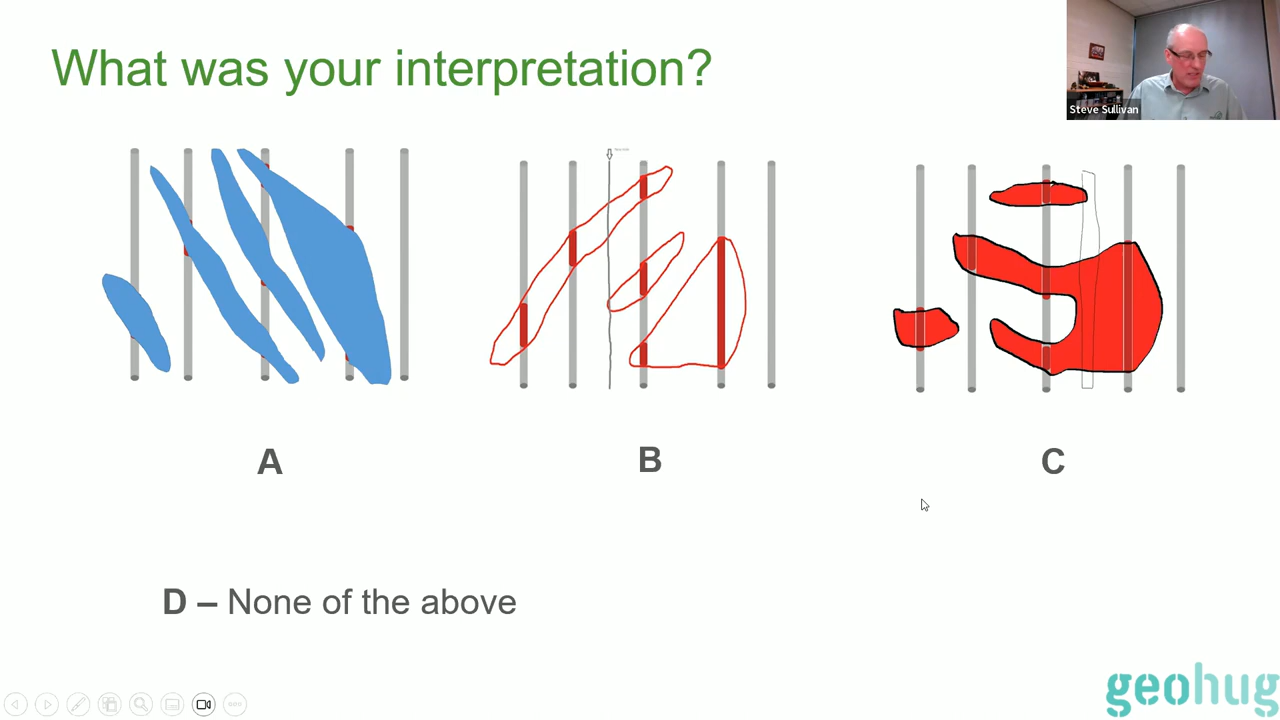 What was your interpretation?
Steve Sullivan
A
B
C
D – None of the above
geohug